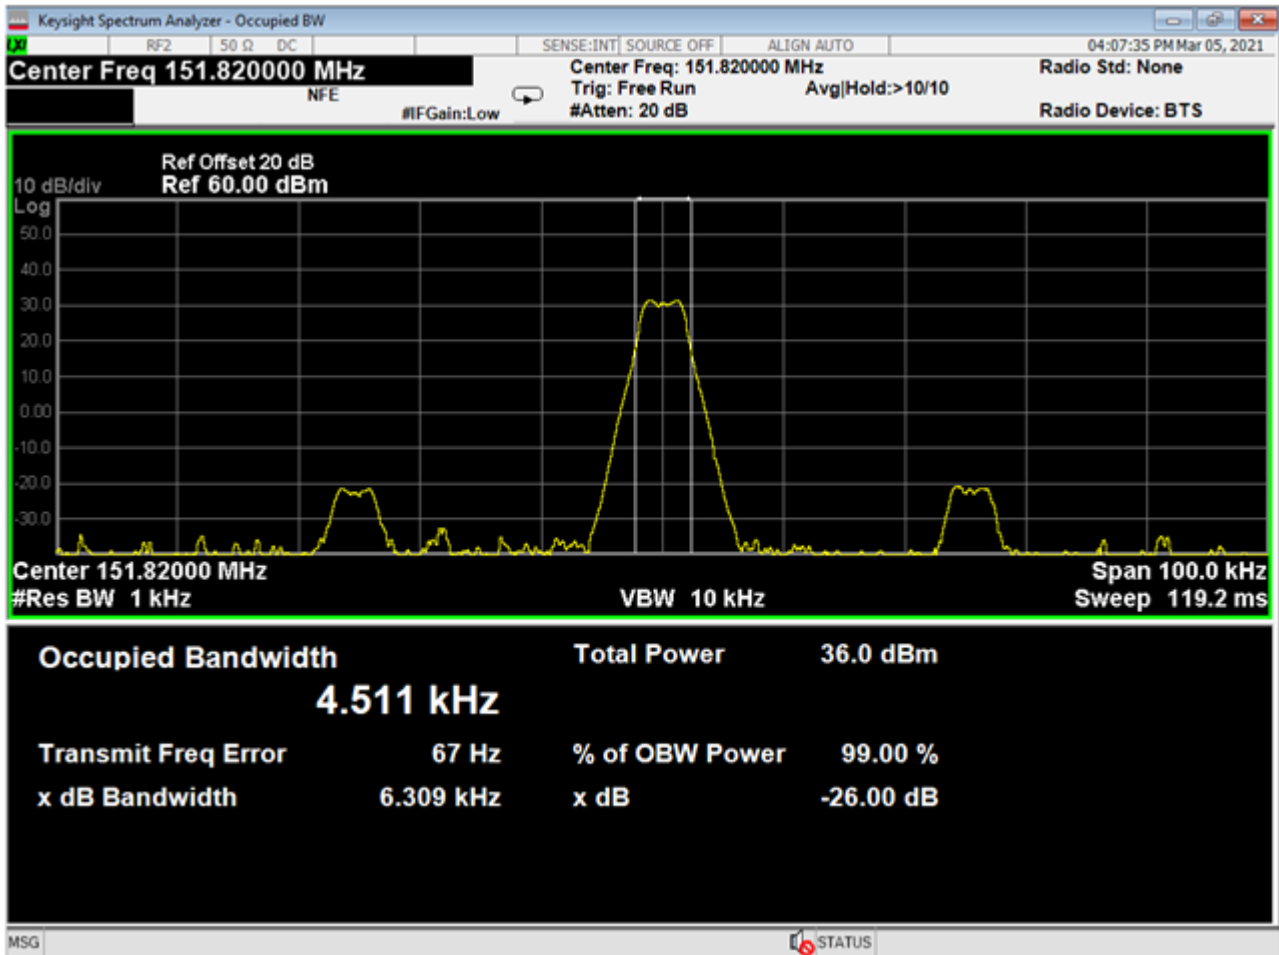 Keysight Spectrum Analyzer - Occupied BW
LXI RF2 50 Ω DC SENSE:INT SOURCE OFF ALIGN AUTO 04:07:35 PM Mar 05, 2021
Center Freq 151.820000 MHz Center Freq: 151.820000 MHz Radio Std: None
NFE Trig: Free Run Avg|Hold:>10/10
#IFGain:Low #Atten: 20 dB Radio Device: BTS
Ref Offset 20 dB
10 dB/div Ref 60.00 dBm
Log
50.0
40.0
30.0
20.0
10.0
0.00
-10.0
-20.0
-30.0
Center 151.82000 MHz Span 100.0 kHz
#Res BW 1 kHz VBW 10 kHz Sweep 119.2 ms
Occupied Bandwidth Total Power 36.0 dBm
4.511 kHz
Transmit Freq Error 67 Hz % of OBW Power 99.00 %
x dB Bandwidth 6.309 kHz x dB -26.00 dB
MSG STATUS